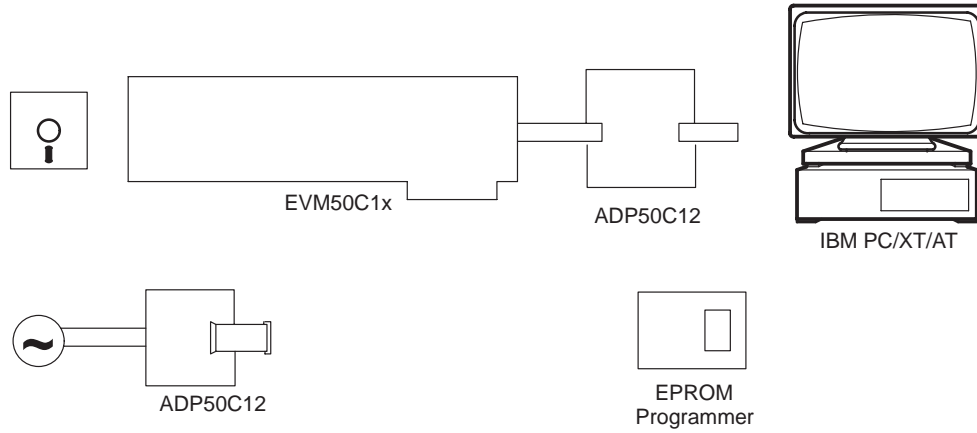 EVM50C1x
ADP50C12
IBM PC/XT/AT
ADP50C12
EPROM
Programmer